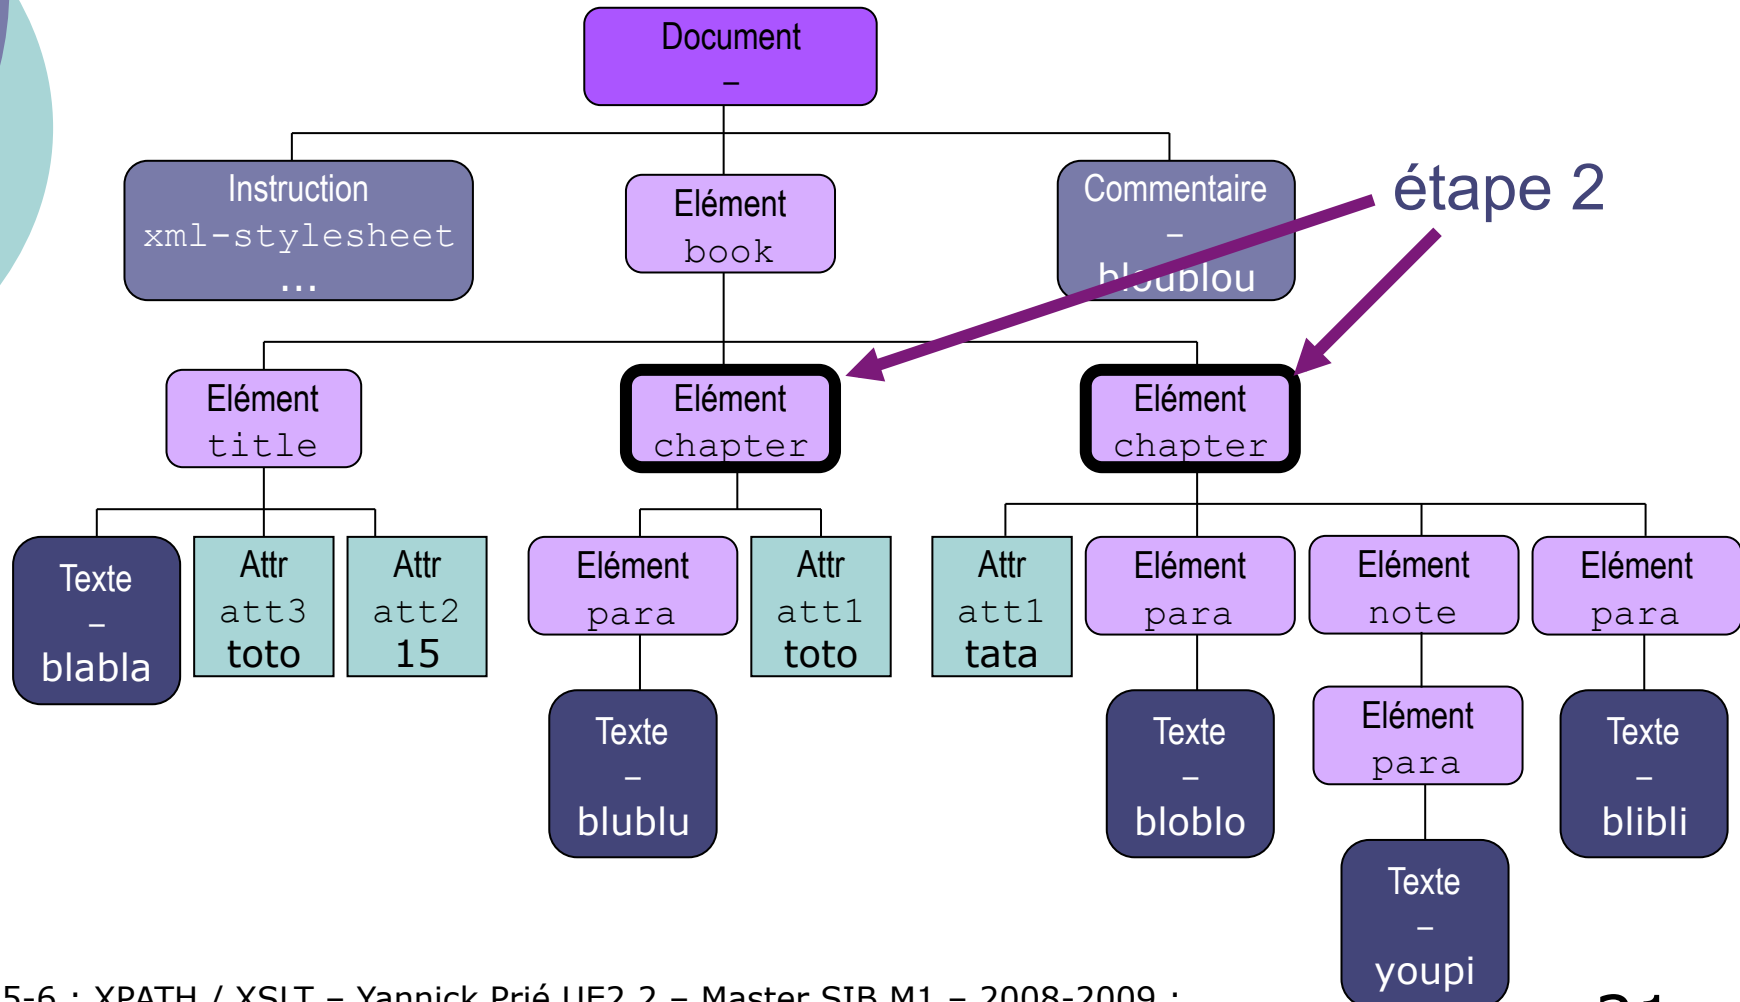 Document
–
Instruction
xml-stylesheet
...
Elément
book
Commentaire
–
bloublou
étape 2
Elément
title
Elément
chapter
Elément
chapter
Texte
–
blabla
Attr
att3
toto
Attr
att2
15
Elément
para
Attr
att1
toto
Attr
att1
tata
Elément
para
Elément
note
Elément
para
Texte
–
blublu
Texte
–
bloblo
Elément
para
Texte
–
blibli
Texte
–
youpi
5-6 : XPATH / XSLT – Yannick Prié UE2.2 – Master SIB M1 – 2008-2009 :